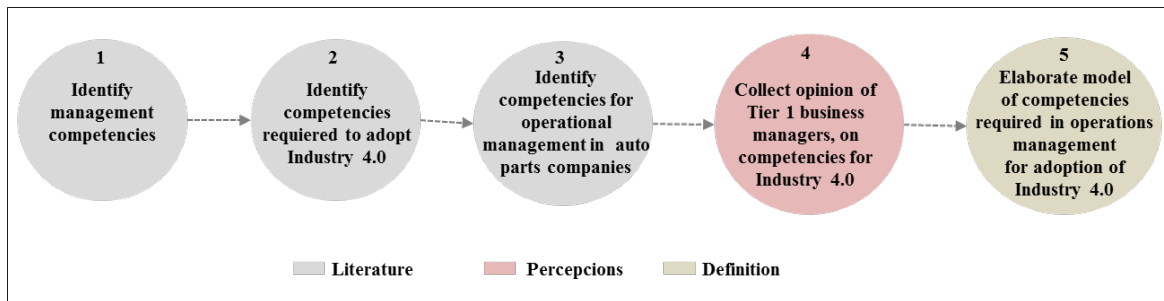 1
Identify
management
competencies
2
Identify
competencies
requiered to adopt
Industry 4.0
3
Identify
competencies for
operational
management in auto
parts companies
4
Collect opinion of
Tier 1 business
managers, on
competencies for
Industry 4.0
5
Elaborate model
of competencies
required in operations
management
for adoption of
Industry 4.0
Literature
Percepcions
Definition